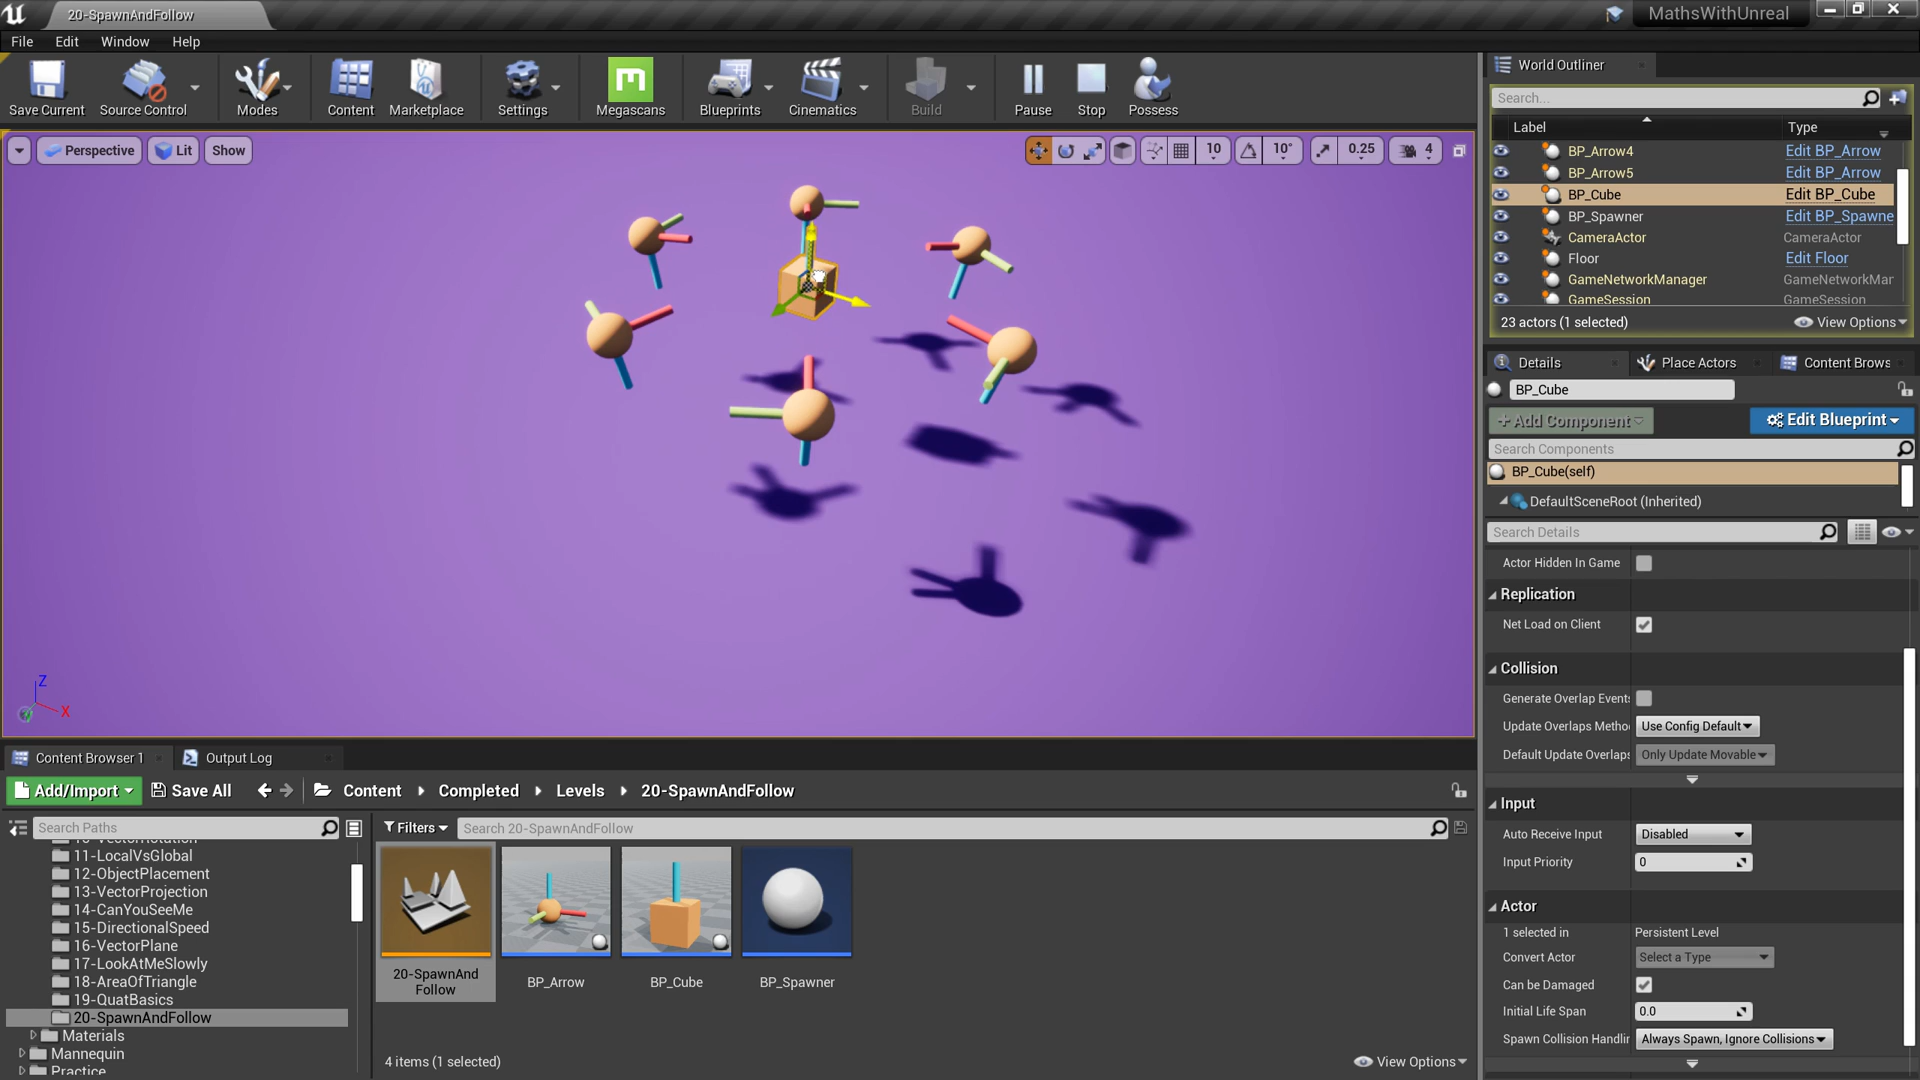 20-SpawnAndFollow
MathsWithUnreal
File Edit Window Help
Save Current Source Control Modes Content Marketplace Settings Megascans Blueprints Cinematics Build Pause Stop Possess
Perspective Lit Show 10 10° 0.25 4
Z
X
World Outliner
Search...
Label Type
BP_Arrow4 Edit BP_Arrow
BP_Arrow5 Edit BP_Arrow
BP_Cube Edit BP_Cube
BP_Spawner Edit BP_Spawne
CameraActor CameraActor
Floor Edit Floor
GameNetworkManager GameNetworkMar
GameSession GameSession
23 actors (1 selected) View Options
Details Place Actors Content Brows
BP_Cube
+ Add Component Edit Blueprint
Search Components
BP_Cube(self)
DefaultSceneRoot (Inherited)
Search Details
Actor Hidden In Game
Replication
Net Load on Client
Collision
Generate Overlap Event
Update Overlaps Metho Use Config Default
Default Update Overlaps Only Update Movable
Input
Auto Receive Input Disabled
Input Priority 0
Actor
1 selected in Persistent Level
Convert Actor Select a Type
Can be Damaged
Initial Life Span 0.0
Spawn Collision Handlin Always Spawn, Ignore Collisions
Content Browser 1 Output Log
Add/Import Save All Content Completed Levels 20-SpawnAndFollow
Search Paths
10-VectorRotation
11-LocalVsGlobal
12-ObjectPlacement
13-VectorProjection
14-CanYouSeeMe
15-DirectionalSpeed
16-VectorPlane
17-LookAtMeSlowly
18-AreaOfTriangle
19-QuatBasics
20-SpawnAndFollow
Materials
Mannequin
Practice
Filters Search 20-SpawnAndFollow
20-SpawnAnd
Follow
BP_Arrow
BP_Cube
BP_Spawner
4 items (1 selected) View Options